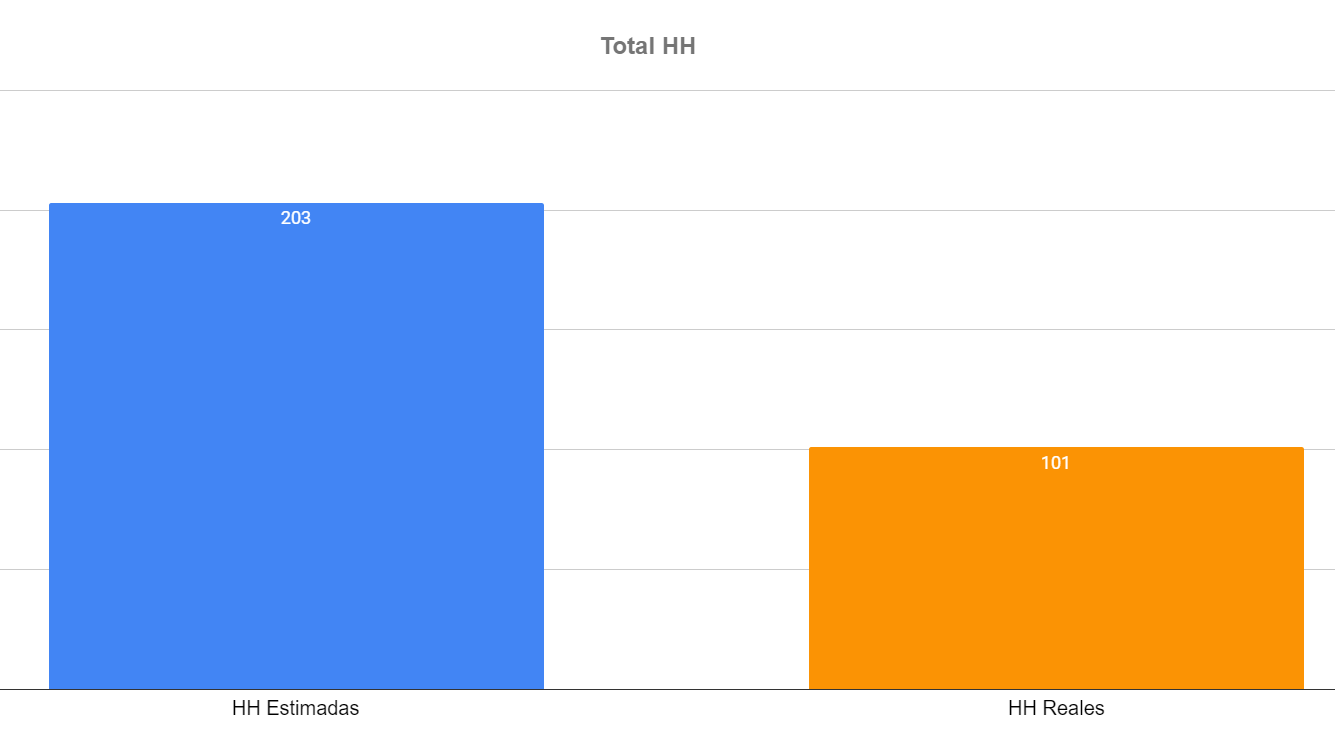 Total HH
203
101
HH Estimadas
HH Reales